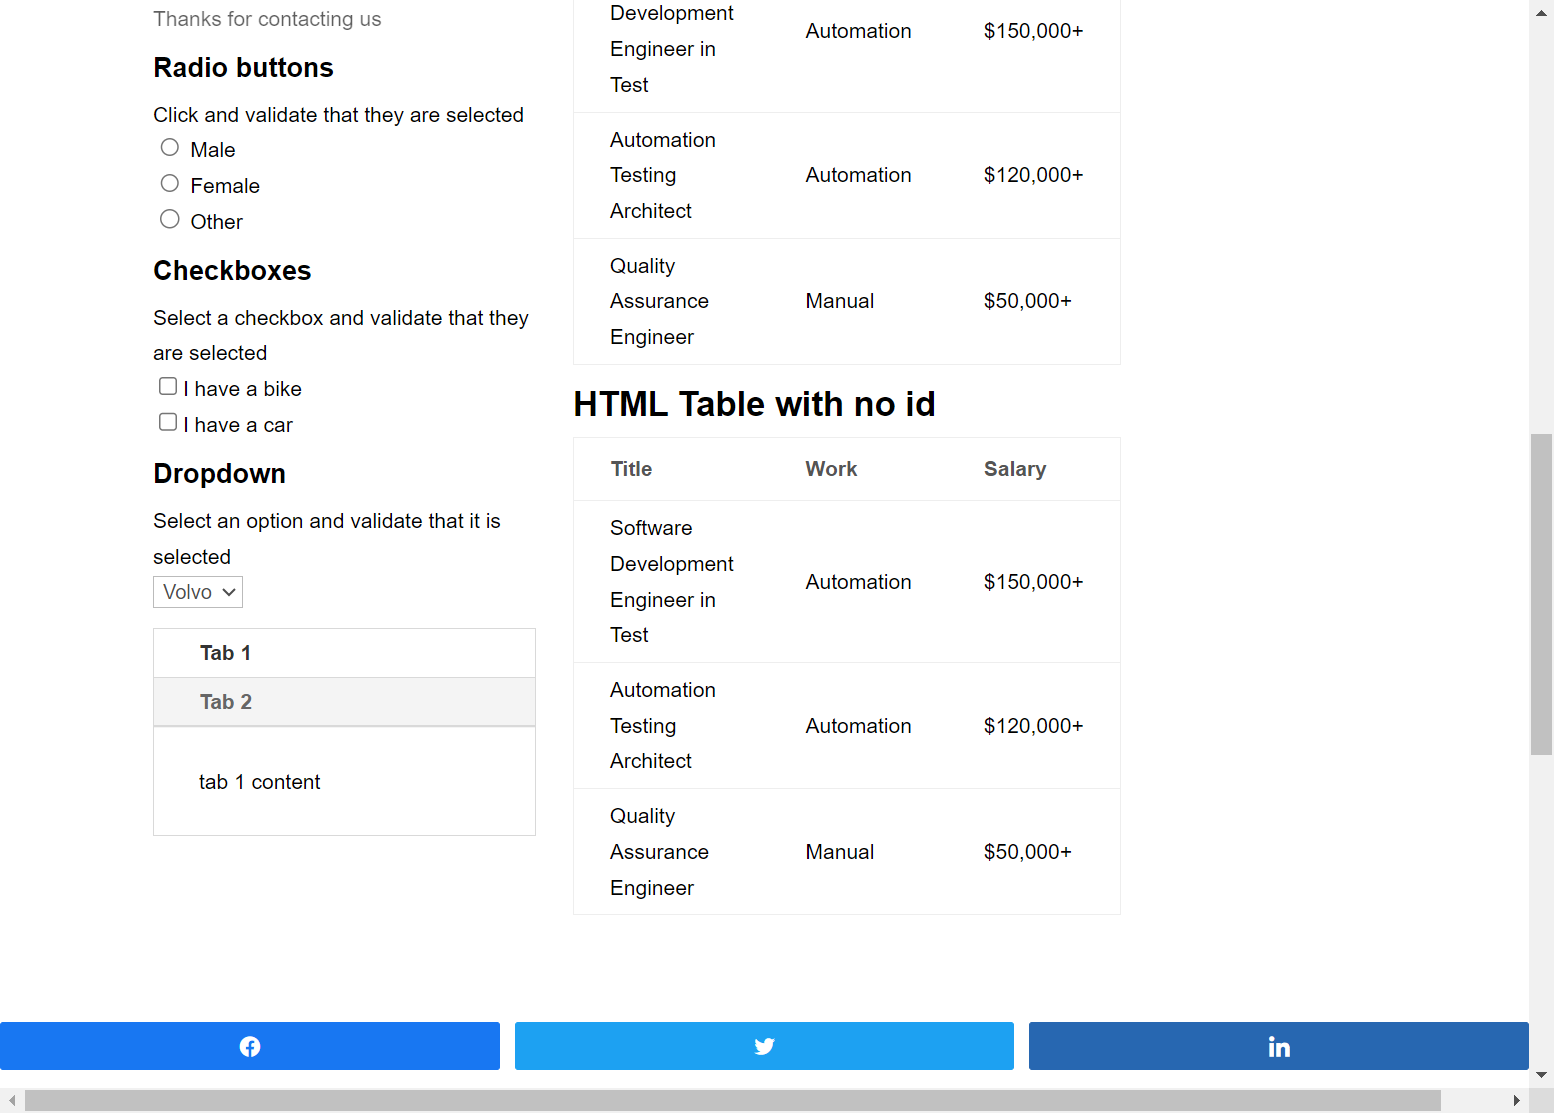 Thanks for contacting us
Radio buttons
Click and validate that they are selected
Male
Female
Other
Checkboxes
Select a checkbox and validate that they
are selected
I have a bike
I have a car
Dropdown
Select an option and validate that it is
selected
Volvo
Tab 1
Tab 2
tab 1 content
Development
Engineer in
Test
Automation
$150,000+
Automation
Testing
Architect
Automation
$120,000+
Quality
Assurance
Engineer
Manual
$50,000+
HTML Table with no id
Title Work Salary
Software
Development
Engineer in
Test
Automation
$150,000+
Automation
Testing
Architect
Automation
$120,000+
Quality
Assurance
Engineer
Manual
$50,000+
in